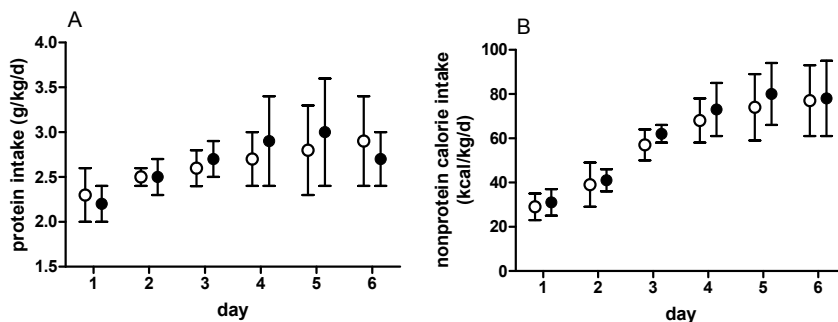 A
protein intake (g/kg/d)
4.0
3.5
3.0
2.5
2.0
1.5
1 2 3 4 5 6
day
B
nonprotein calorie intake
(kcal/kg/d)
100
80
60
40
20
0
1 2 3 4 5 6
day